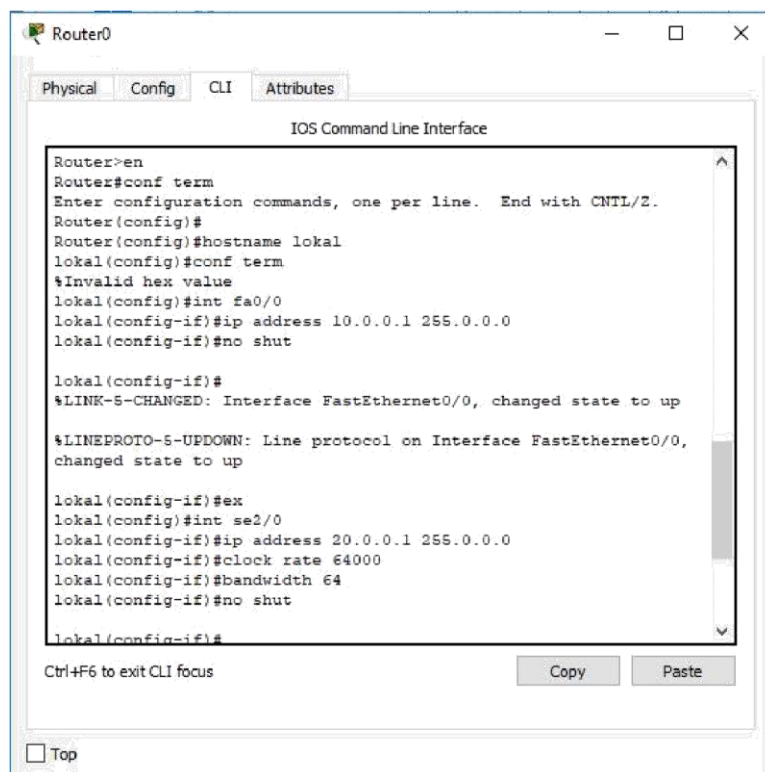 Router0
Physical Config CLI Attributes
IOS Command Line Interface
Router>en
Router#conf term
Enter configuration commands, one per line.  End with CNTL/Z.
Router(config)#
Router(config)#hostname lokal
lokal(config)#conf term
%Invalid hex value
lokal(config)#int fa0/0
lokal(config-if)#ip address 10.0.0.1 255.0.0.0
lokal(config-if)#no shut
lokal(config-if)#
%LINK-5-CHANGED: Interface FastEthernet0/0, changed state to up
%LINEPROTO-5-UPDOWN: Line protocol on Interface FastEthernet0/0,
changed state to up
lokal(config-if)#ex
lokal(config)#int se2/0
lokal(config-if)#ip address 20.0.0.1 255.0.0.0
lokal(config-if)#clock rate 64000
lokal(config-if)#bandwidth 64
lokal(config-if)#no shut
lokal(config-if)#
Ctrl+F6 to exit CLI focus
Copy
Paste
Top